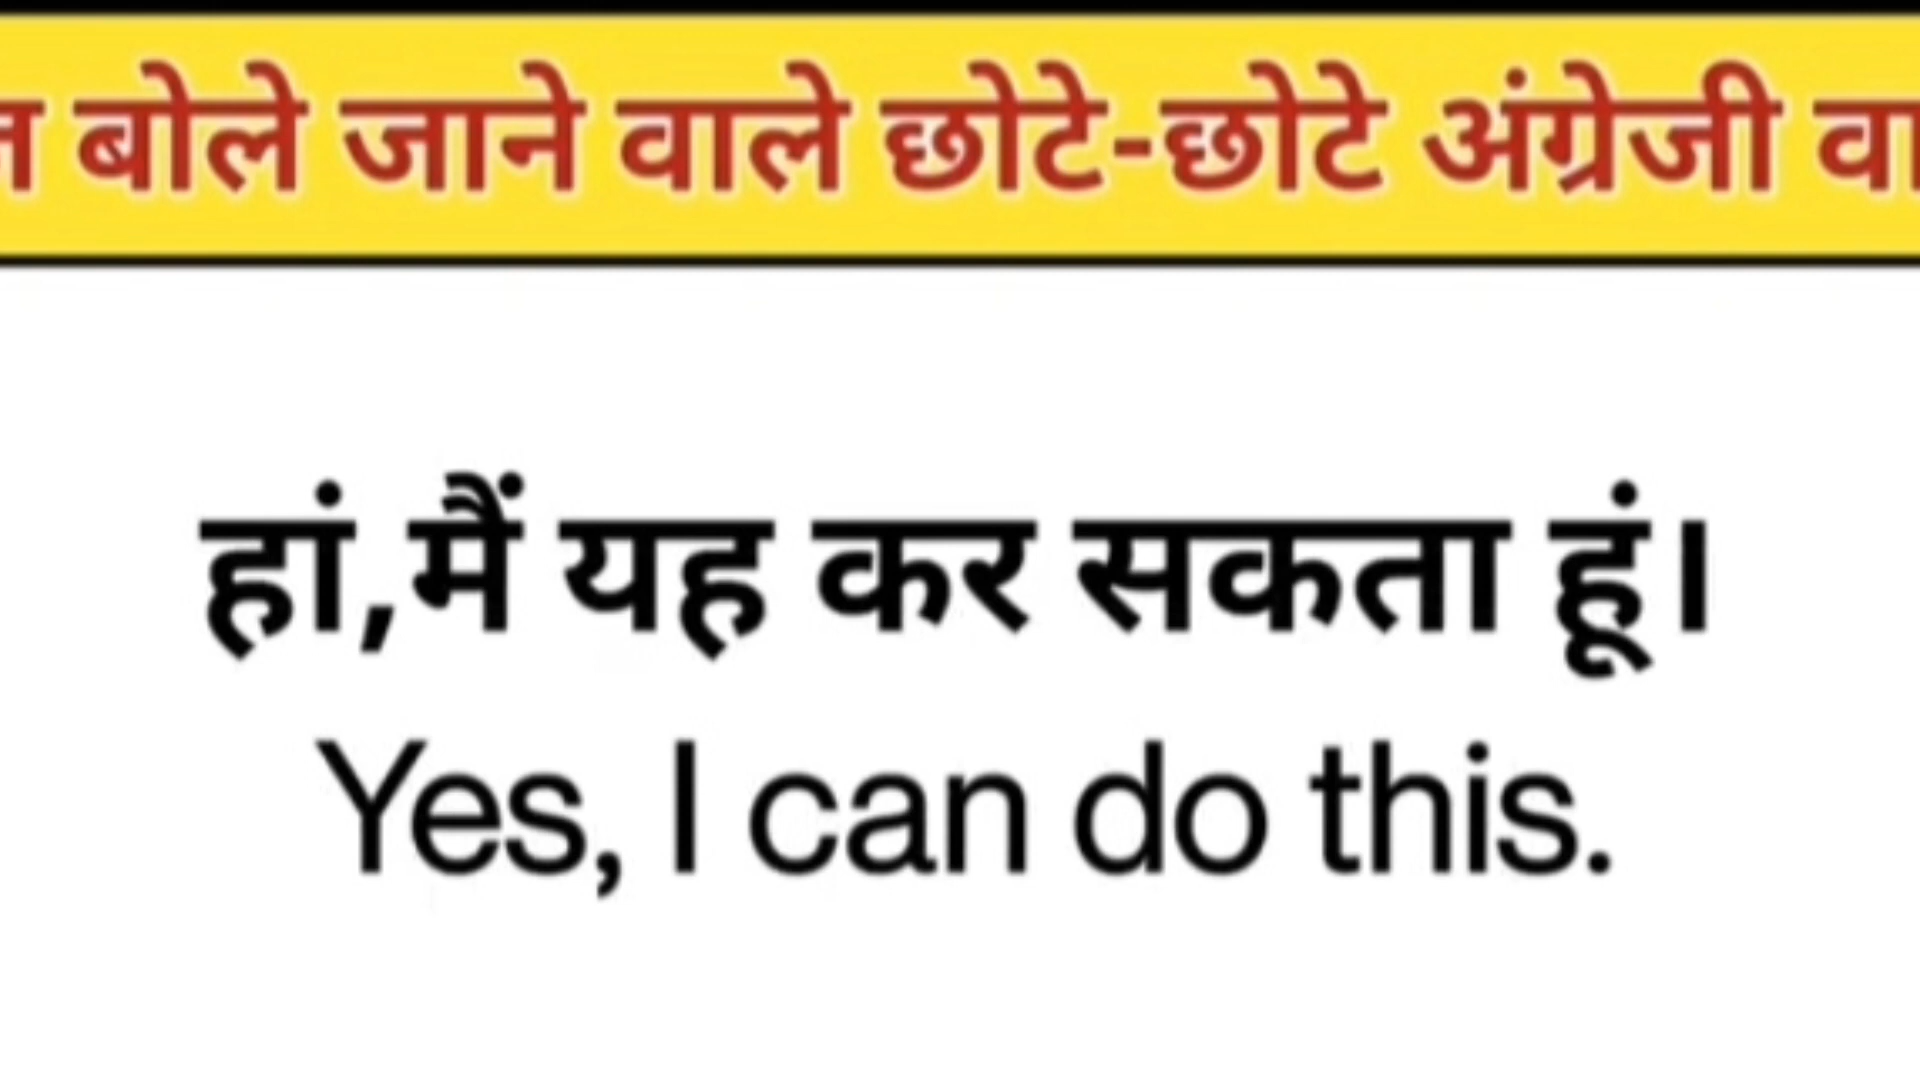 बोले जाने वाले छोटे-छोटे अंग्रेजी
हां,मैं यह कर सकता हूं।
Yes, I can do this.